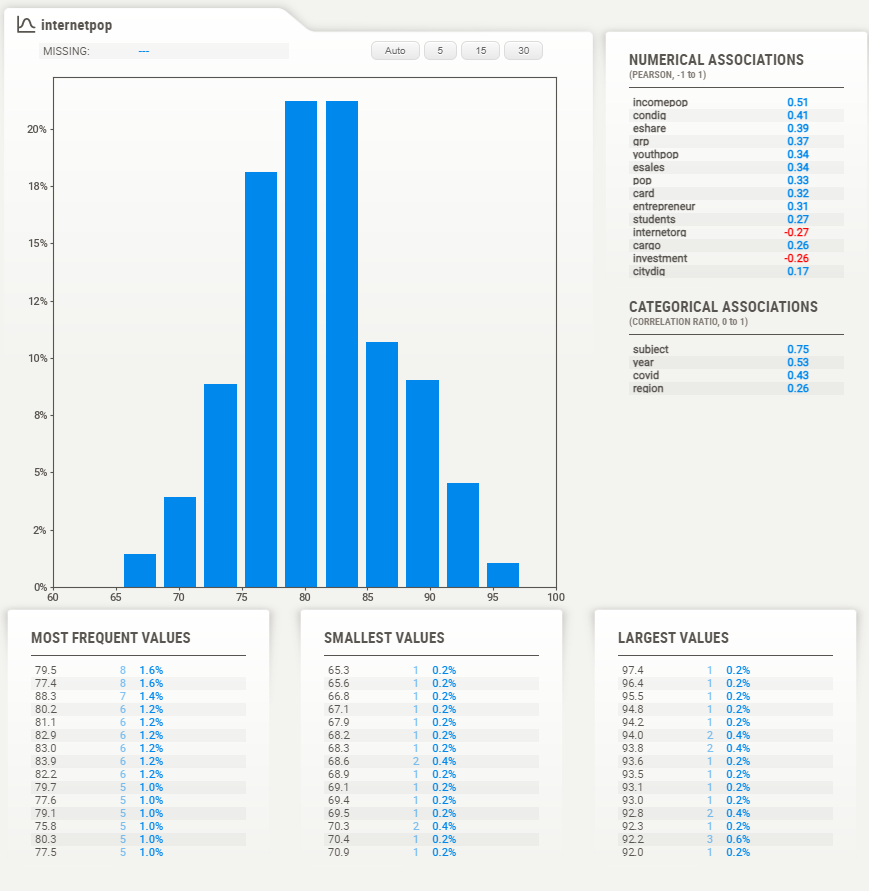 internetpop
MISSING: ---
Auto 5 15 30
20%
18%
15%
12%
10%
8%
5%
2%
0%
60 65 70 75 80 85 90 95 100
NUMERICAL ASSOCIATIONS
(PEARSON, -1 to 1)
incomepop 0.51
condig 0.41
eshare 0.39
grp 0.37
youthpop 0.34
esales 0.34
pop 0.33
card 0.32
entrepreneur 0.31
students 0.27
internetorg -0.27
cargo 0.26
investment -0.26
citydig 0.17
CATEGORICAL ASSOCIATIONS
(CORRELATION RATIO, 0 to 1)
subject 0.75
year 0.53
covid 0.43
region 0.26
MOST FREQUENT VALUES
79.5 8 1.6%
77.4 8 1.6%
88.3 7 1.4%
80.2 6 1.2%
81.1 6 1.2%
82.9 6 1.2%
83.0 6 1.2%
83.9 6 1.2%
82.2 6 1.2%
79.7 5 1.0%
77.6 5 1.0%
79.1 5 1.0%
75.8 5 1.0%
80.3 5 1.0%
77.5 5 1.0%
SMALLEST VALUES
65.3 1 0.2%
65.6 1 0.2%
66.8 1 0.2%
67.1 1 0.2%
67.9 1 0.2%
68.2 1 0.2%
68.3 1 0.2%
68.6 2 0.4%
68.9 1 0.2%
69.1 1 0.2%
69.4 1 0.2%
69.5 1 0.2%
70.3 2 0.4%
70.4 1 0.2%
70.9 1 0.2%
LARGEST VALUES
97.4 1 0.2%
96.4 1 0.2%
95.5 1 0.2%
94.8 1 0.2%
94.2 1 0.2%
94.0 2 0.4%
93.8 2 0.4%
93.6 1 0.2%
93.5 1 0.2%
93.1 1 0.2%
93.0 1 0.2%
92.8 2 0.4%
92.3 1 0.2%
92.2 3 0.6%
92.0 1 0.2%